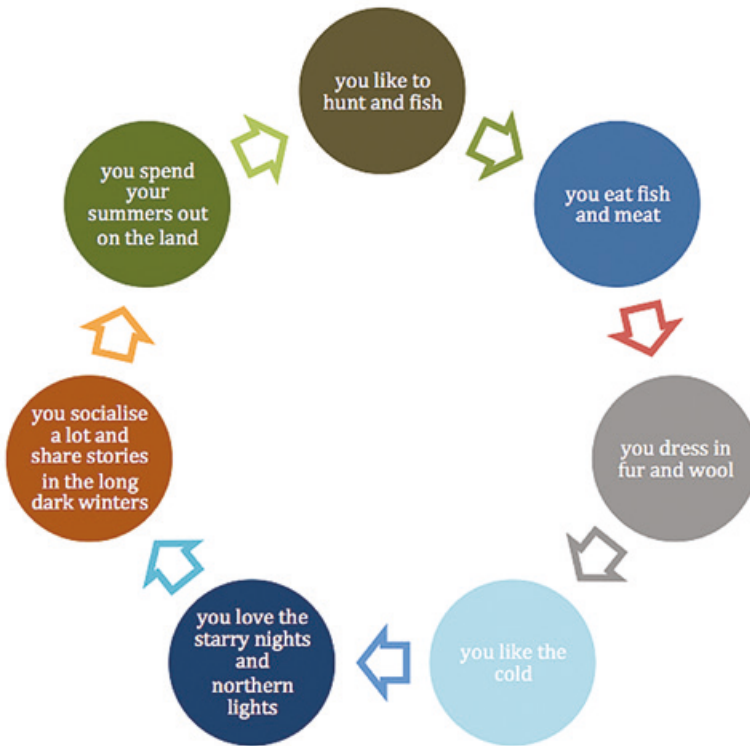 you like to
hunt and fish
you eat fish
and meat
you dress in
fur and wool
you like the
cold
you love the
starry nights
and
northern
lights
you socialise
a lot and
share stories
in the long
dark winters
you spend
your
summers out
on the land